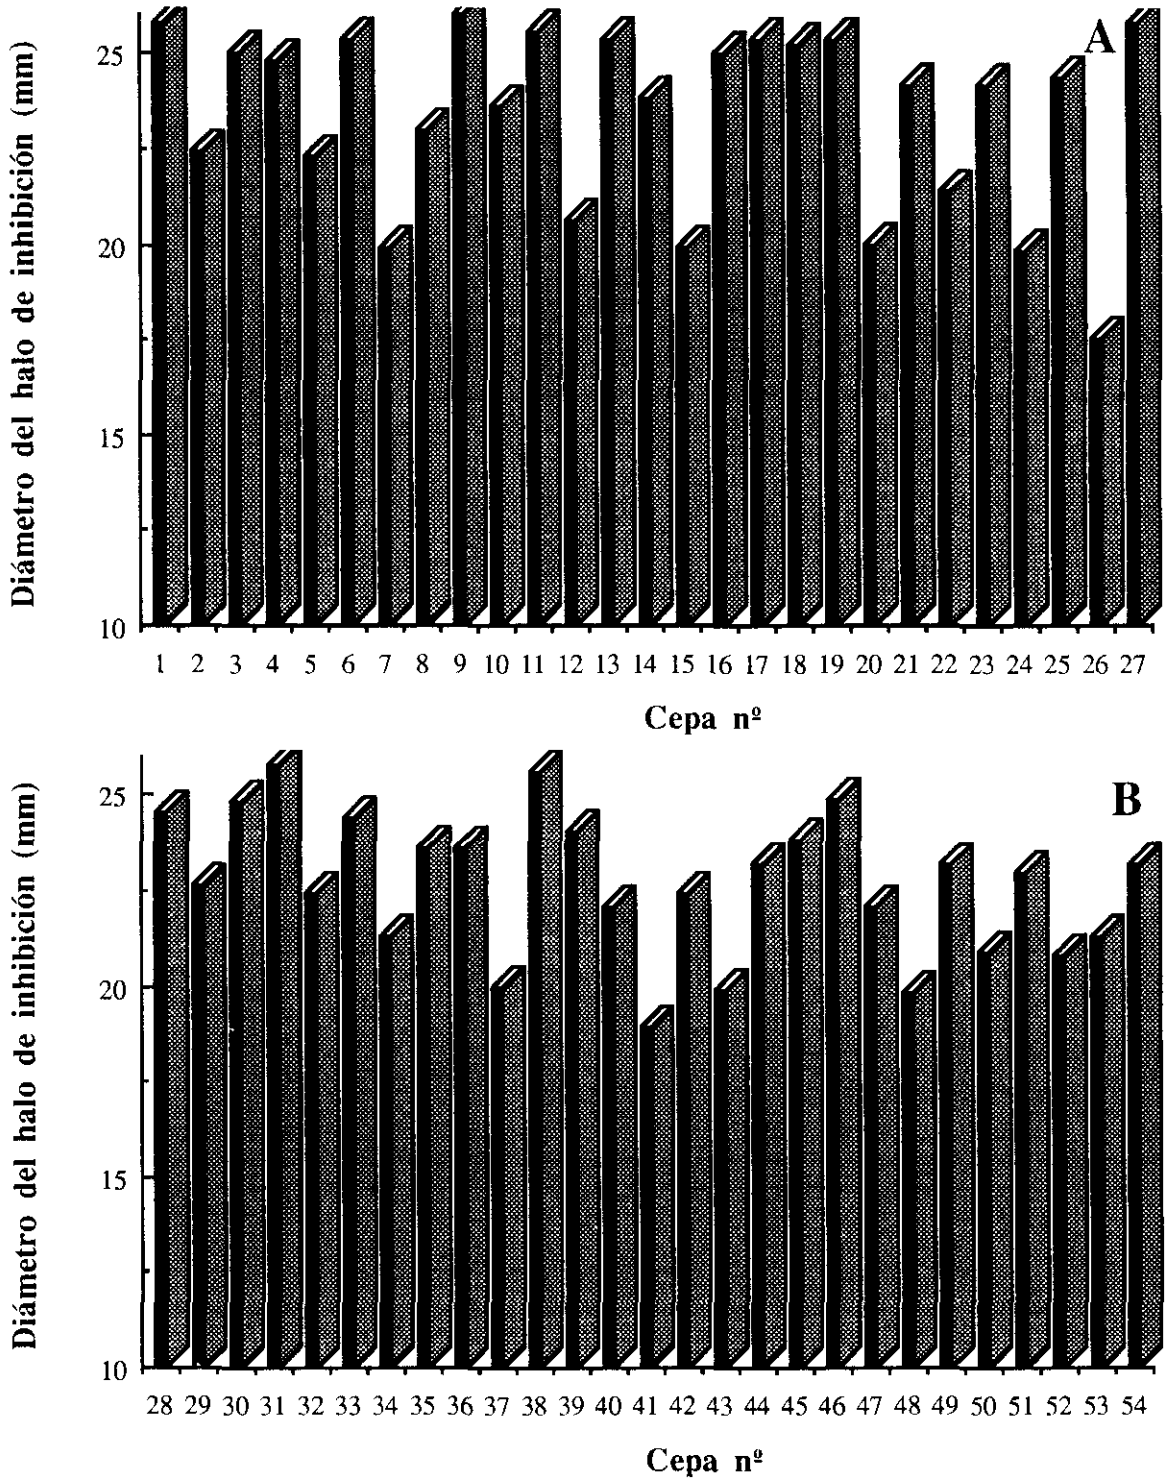 A
Diámetro del halo de inhibición (mm)
25
20
15
10
1 2 3 4 5 6 7 8 9 10 11 12 13 14 15 16 17 18 19 20 21 22 23 24 25 26 27
Cepa nº
B
Diámetro del halo de inhibición (mm)
25
20
15
10
28 29 30 31 32 33 34 35 36 37 38 39 40 41 42 43 44 45 46 47 48 49 50 51 52 53 54
Cepa nº